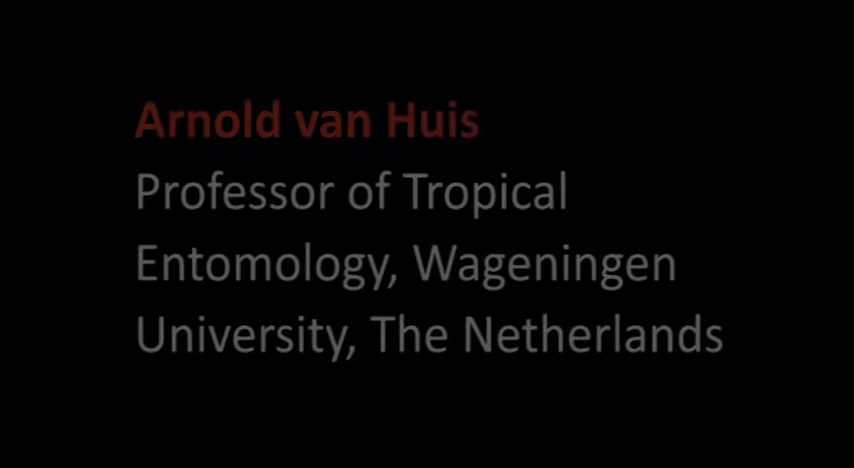 Arnold van Huis
Professor of Tropical
Entomology, Wageningen
University, The Netherlands